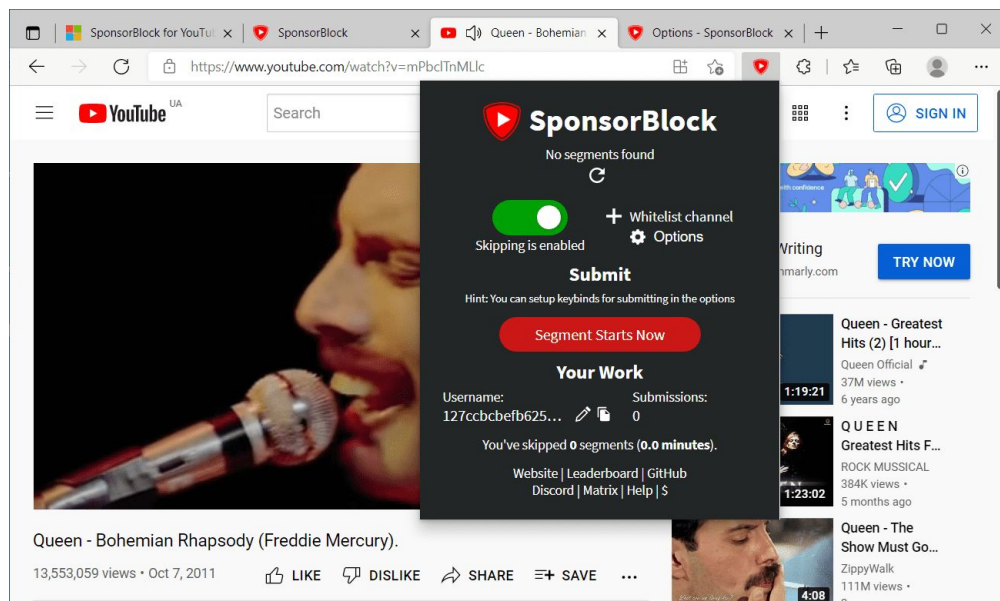 SponsorBlock for YouTu
SponsorBlock
Queen - Bohemian
Options - SponsorBlock
https://www.youtube.com/watch?v=mPbclTnMLlc
YouTube UA
Search
SIGN IN
SponsorBlock
No segments found
Skipping is enabled
Whitelist channel
Options
Submit
Hint: You can setup keybinds for submitting in the options
Segment Starts Now
Your Work
Username:
Submissions:
127ccbcbefb625...
0
You've skipped 0 segments (0.0 minutes).
Website | Leaderboard | GitHub
Discord | Matrix | Help | $
with confidence
Writing
nmarly.com
TRY NOW
1:19:21
Queen - Greatest
Hits (2) [1 hour...
Queen Official
37M views •
6 years ago
1:23:02
Q U E E N
Greatest Hits F...
ROCK MUSSICAL
384K views •
5 months ago
4:08
Queen - The
Show Must Go...
ZippyWalk
111M views •
Queen - Bohemian Rhapsody (Freddie Mercury).
13,553,059 views • Oct 7, 2011
LIKE
DISLIKE
SHARE
SAVE
...